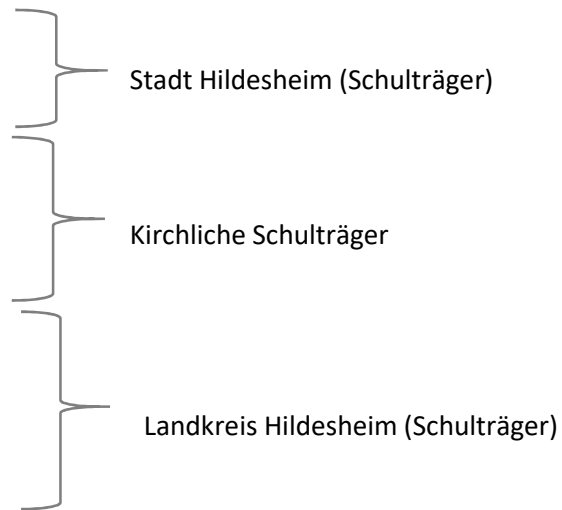 Stadt Hildesheim (Schulträger)
Kirchliche Schulträger
Landkreis Hildesheim (Schulträger)